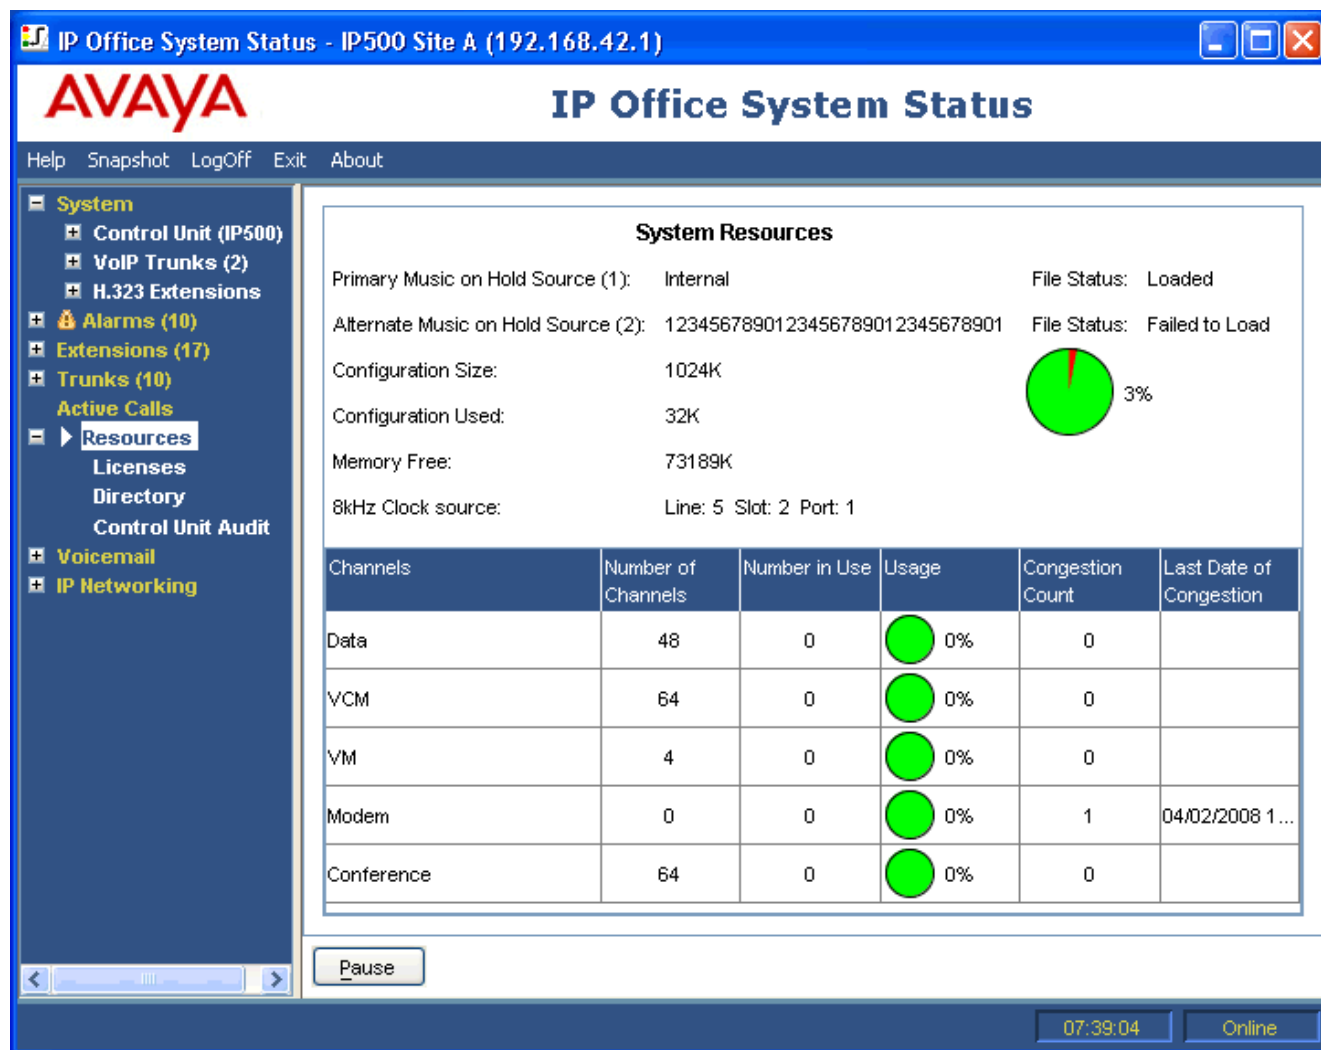 IP Office System Status - IP500 Site A (192.168.42.1)
AVAYA
IP Office System Status
Help Snapshot LogOff Exit About
System
Control Unit (IP500)
VoIP Trunks (2)
H.323 Extensions
Alarms (10)
Extensions (17)
Trunks (10)
Active Calls
Resources
Licenses
Directory
Control Unit Audit
Voicemail
IP Networking
System Resources
Primary Music on Hold Source (1): Internal File Status: Loaded
Alternate Music on Hold Source (2): 1234567890123456789012345678901 File Status: Failed to Load
Configuration Size: 1024K
3%
Configuration Used: 32K
Memory Free: 73189K
8kHz Clock source: Line: 5 Slot: 2 Port: 1
Channels Number of Channels Number in Use Usage Congestion Count Last Date of Congestion
Data 48 0 0% 0
VCM 64 0 0% 0
VM 4 0 0% 0
Modem 0 0 0% 1 04/02/2008 1...
Conference 64 0 0% 0
Pause
07:39:04 Online